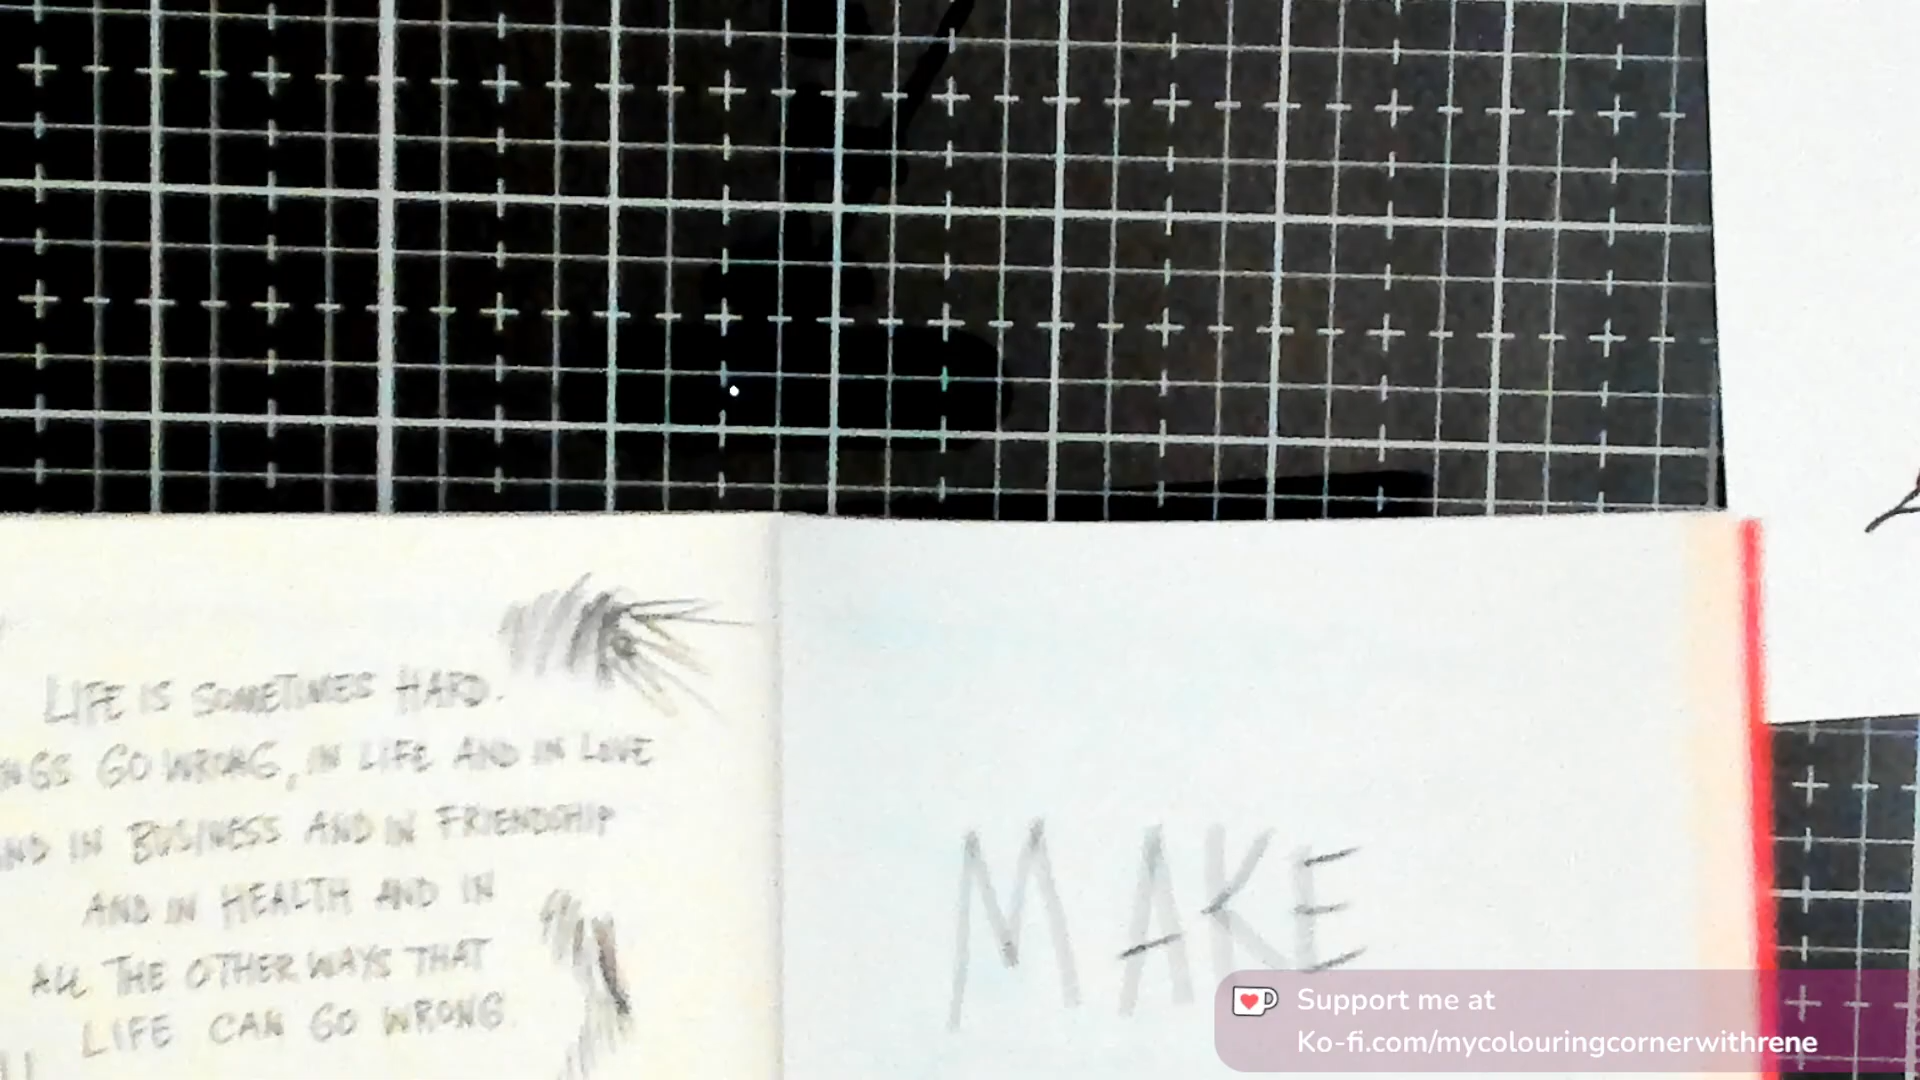 LIFE IS SOMETIMES HARD.
GO WRONG, IN LIFE AND IN LOVE
AND IN BUSINESS AND IN FRIENDSHIP
AND IN HEALTH AND IN
ALL THE OTHER WAYS THAT
LIFE CAN GO WRONG.
MAKE
Support me at
Ko-fi.com/mycolouringcornerwithrene